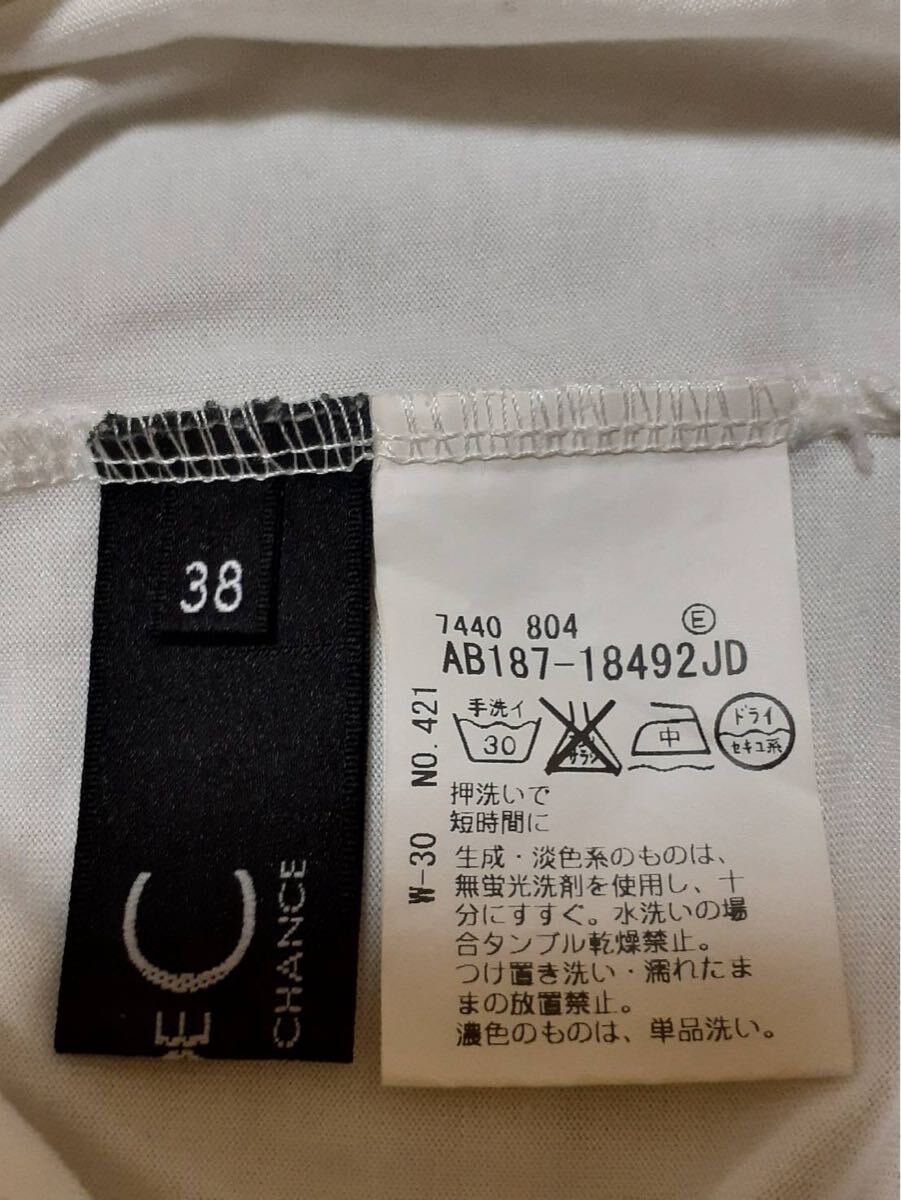 38
C
CHANCE
7440 804 Ⓔ
AB187-18492JD
W-30 NO.421
手洗イ
30
サラシ
中
ドライ
セキユ系
押洗いで
短時間に
生成・淡色系のものは、
無蛍光洗剤を使用し、十
分にすすぐ。水洗いの場
合タンブル乾燥禁止。
つけ置き洗い・濡れたま
まの放置禁止。
濃色のものは、単品洗い。